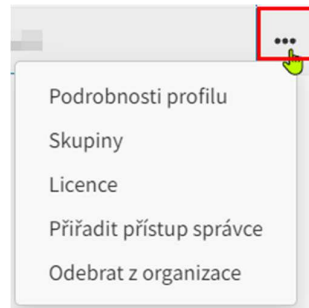 Podrobnosti profilu
Skupiny
Licence
Přiřadit přístup správce
Odebrat z organizace